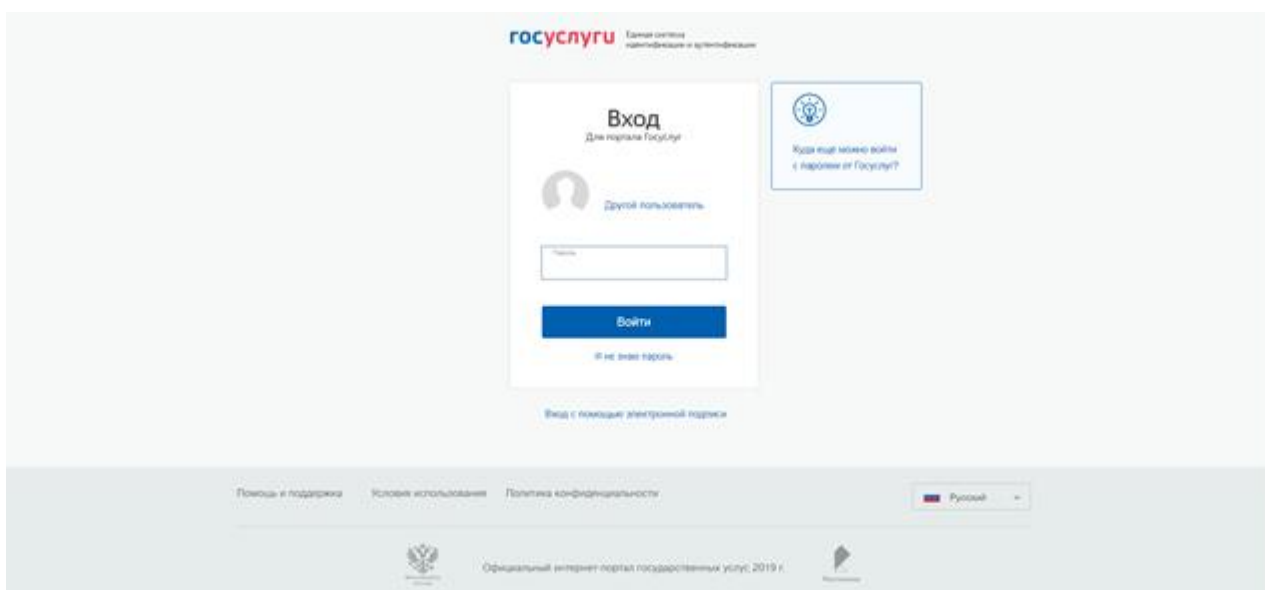 госуслуги
Единая система
идентификации и аутентификации
Вход
Для портала Госуслуг
Куда ещё можно войти
с паролем от Госуслуг?
Другой пользователь
Пароль
Войти
Я не знаю пароль
Вход с помощью электронной подписи
Помощь и поддержка Условия использования Политика конфиденциальности Русский
Официальный интернет-портал государственных услуг, 2019 г.
Ростелеком